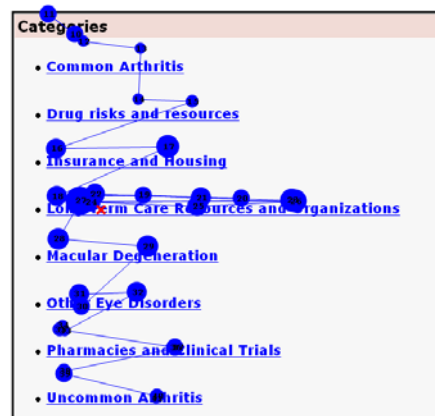 Categories
Common Arthritis
Drug risks and resources
Insurance and Housing
Long Term Care Resources and Organizations
Macular Degeneration
Other Eye Disorders
Pharmacies and Clinical Trials
Uncommon Arthritis